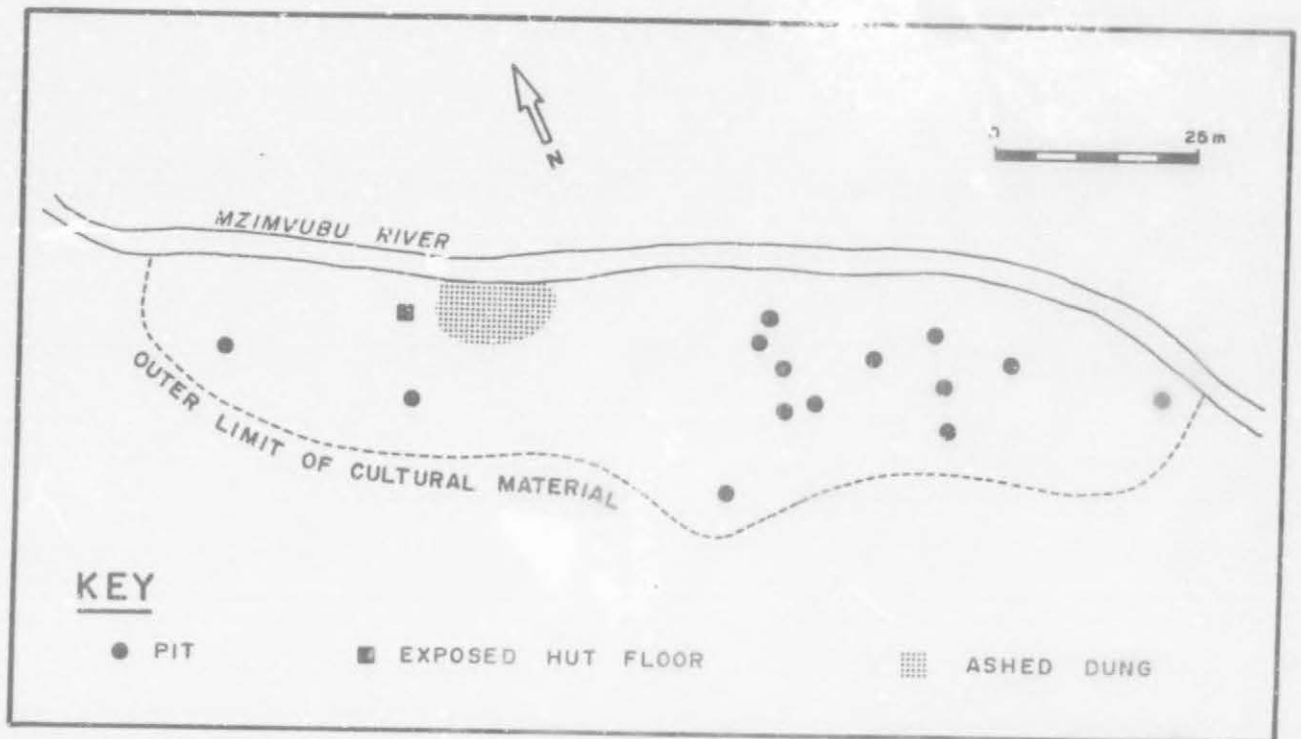 N
0 25 m
MZIMVUBU RIVER
OUTER LIMIT OF CULTURAL MATERIAL
KEY
PIT
EXPOSED HUT FLOOR
ASHED DUNG